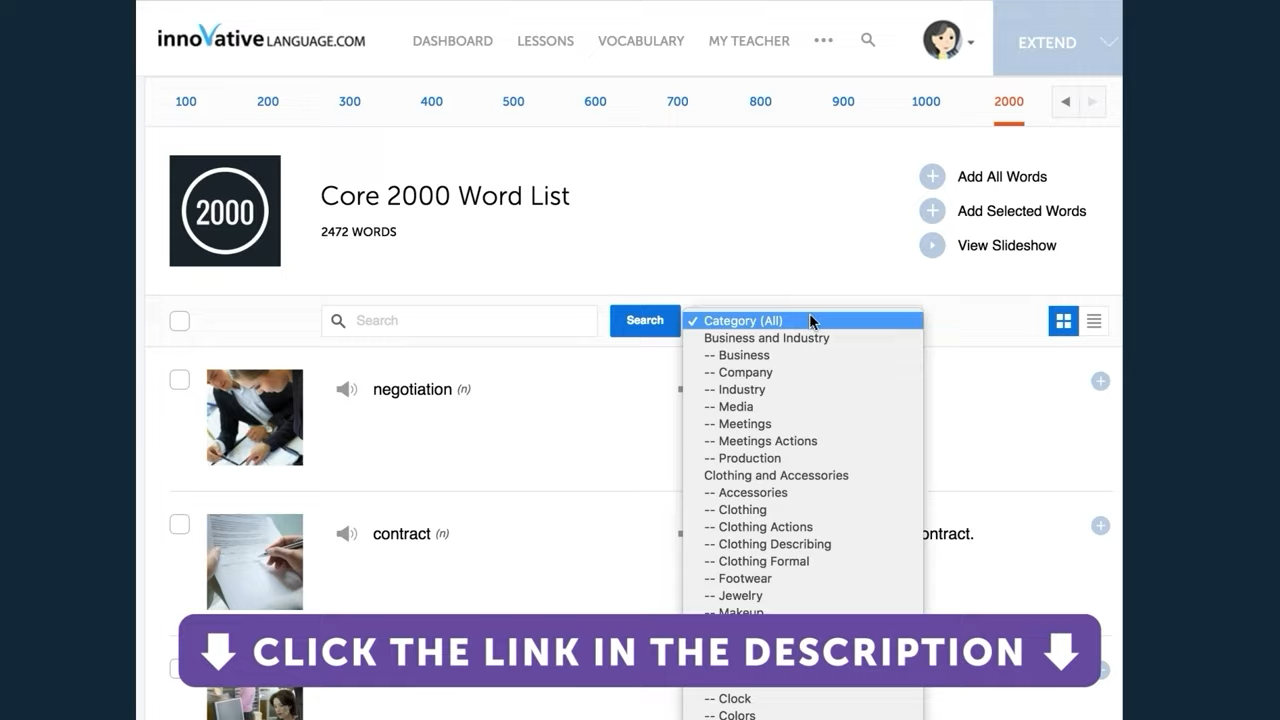 innoVative LANGUAGE.COM
DASHBOARD LESSONS VOCABULARY MY TEACHER ••• EXTEND
100 200 300 400 500 600 700 800 900 1000 2000
2000
Core 2000 Word List
2472 WORDS
Add All Words
Add Selected Words
View Slideshow
Search
Search
Category (All)
Business and Industry
-- Business
-- Company
-- Industry
-- Media
-- Meetings
-- Meetings Actions
-- Production
Clothing and Accessories
-- Accessories
-- Clothing
-- Clothing Actions
-- Clothing Describing
-- Clothing Formal
-- Footwear
-- Jewelry
-- Makeup
negotiation (n)
contract (n)
ontract.
CLICK THE LINK IN THE DESCRIPTION
-- Clock
-- Colors